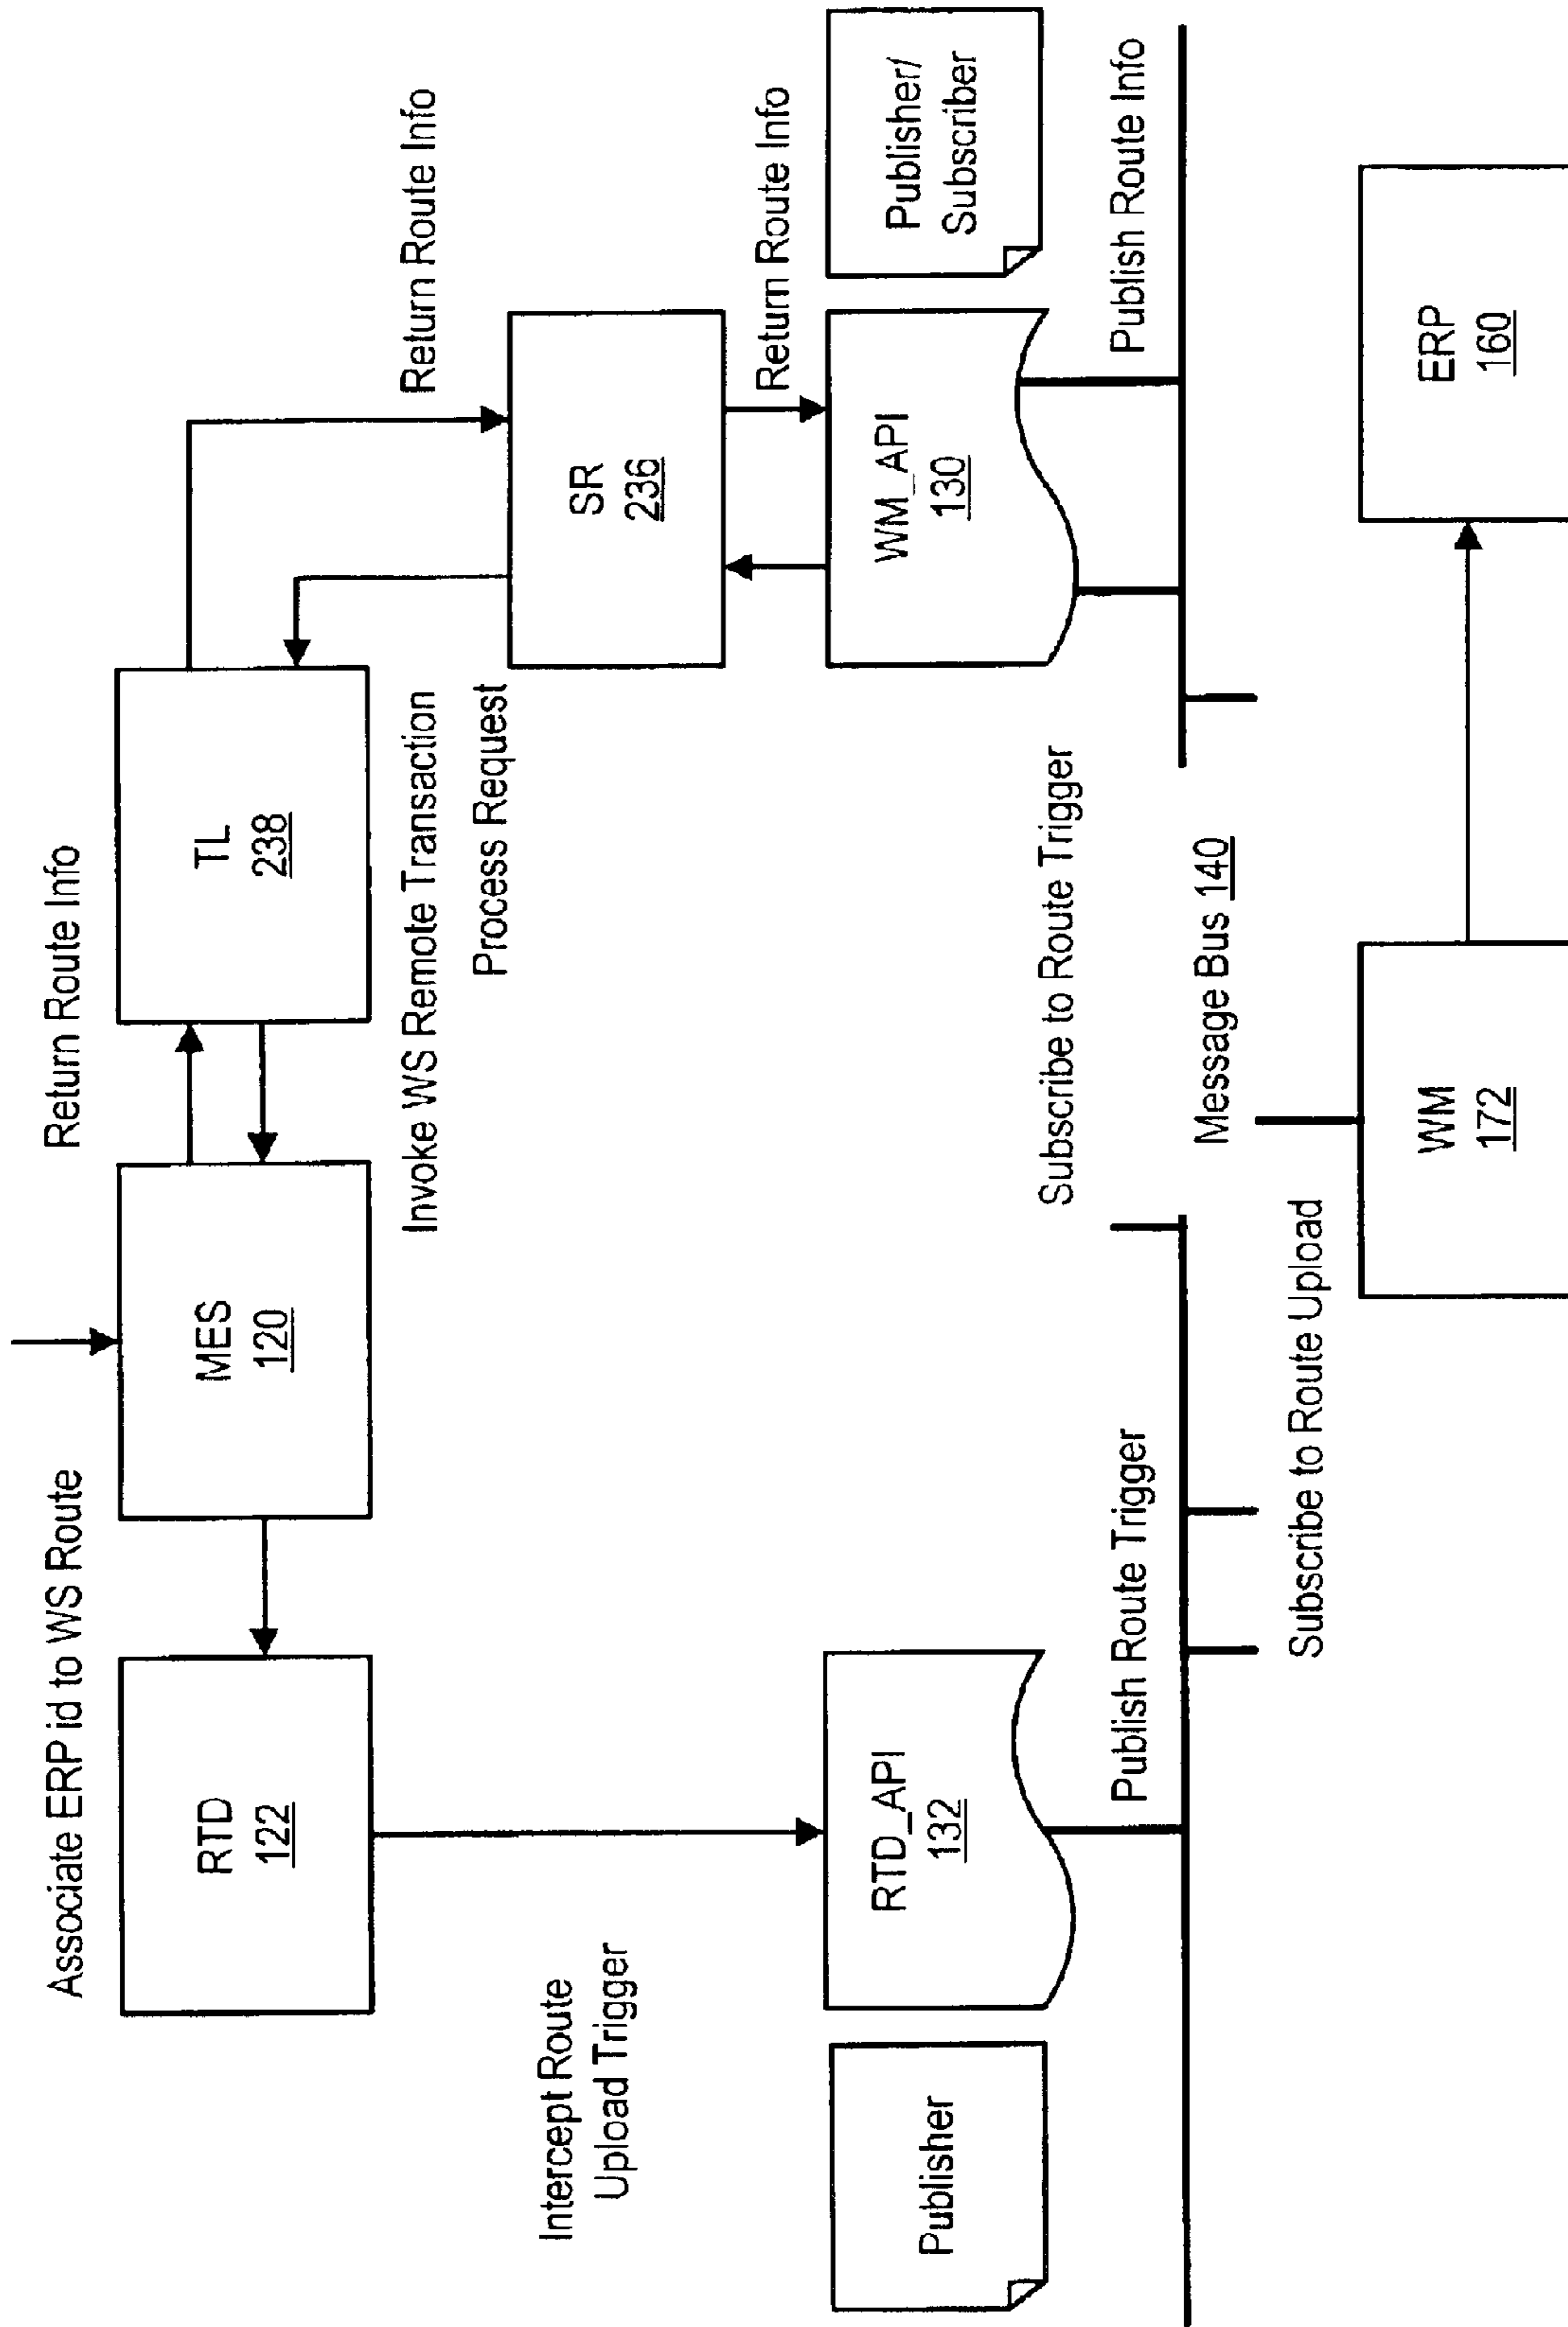 Associate ERP id to WS Route
Return Route Info
RTD
122
MES
120
TL
238
Invoke WS Remote Transaction
Return Route Info
Process Request
Intercept Route
Upload Trigger
SR
236
Return Route Info
Publisher
RTD_API
132
WM_API
130
Publisher/
Subscriber
Subscribe to Route Trigger
Publish Route Trigger
Publish Route Info
Message Bus 140
Subscribe to Route Upload
WM
172
ERP
160